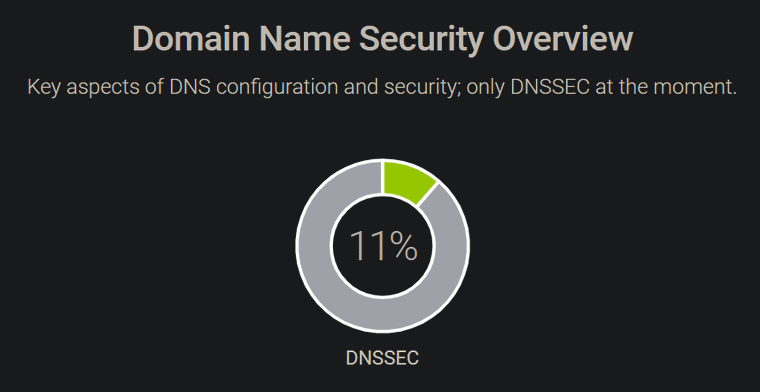 Domain Name Security Overview
Key aspects of DNS configuration and security; only DNSSEC at the moment.
11%
DNSSEC